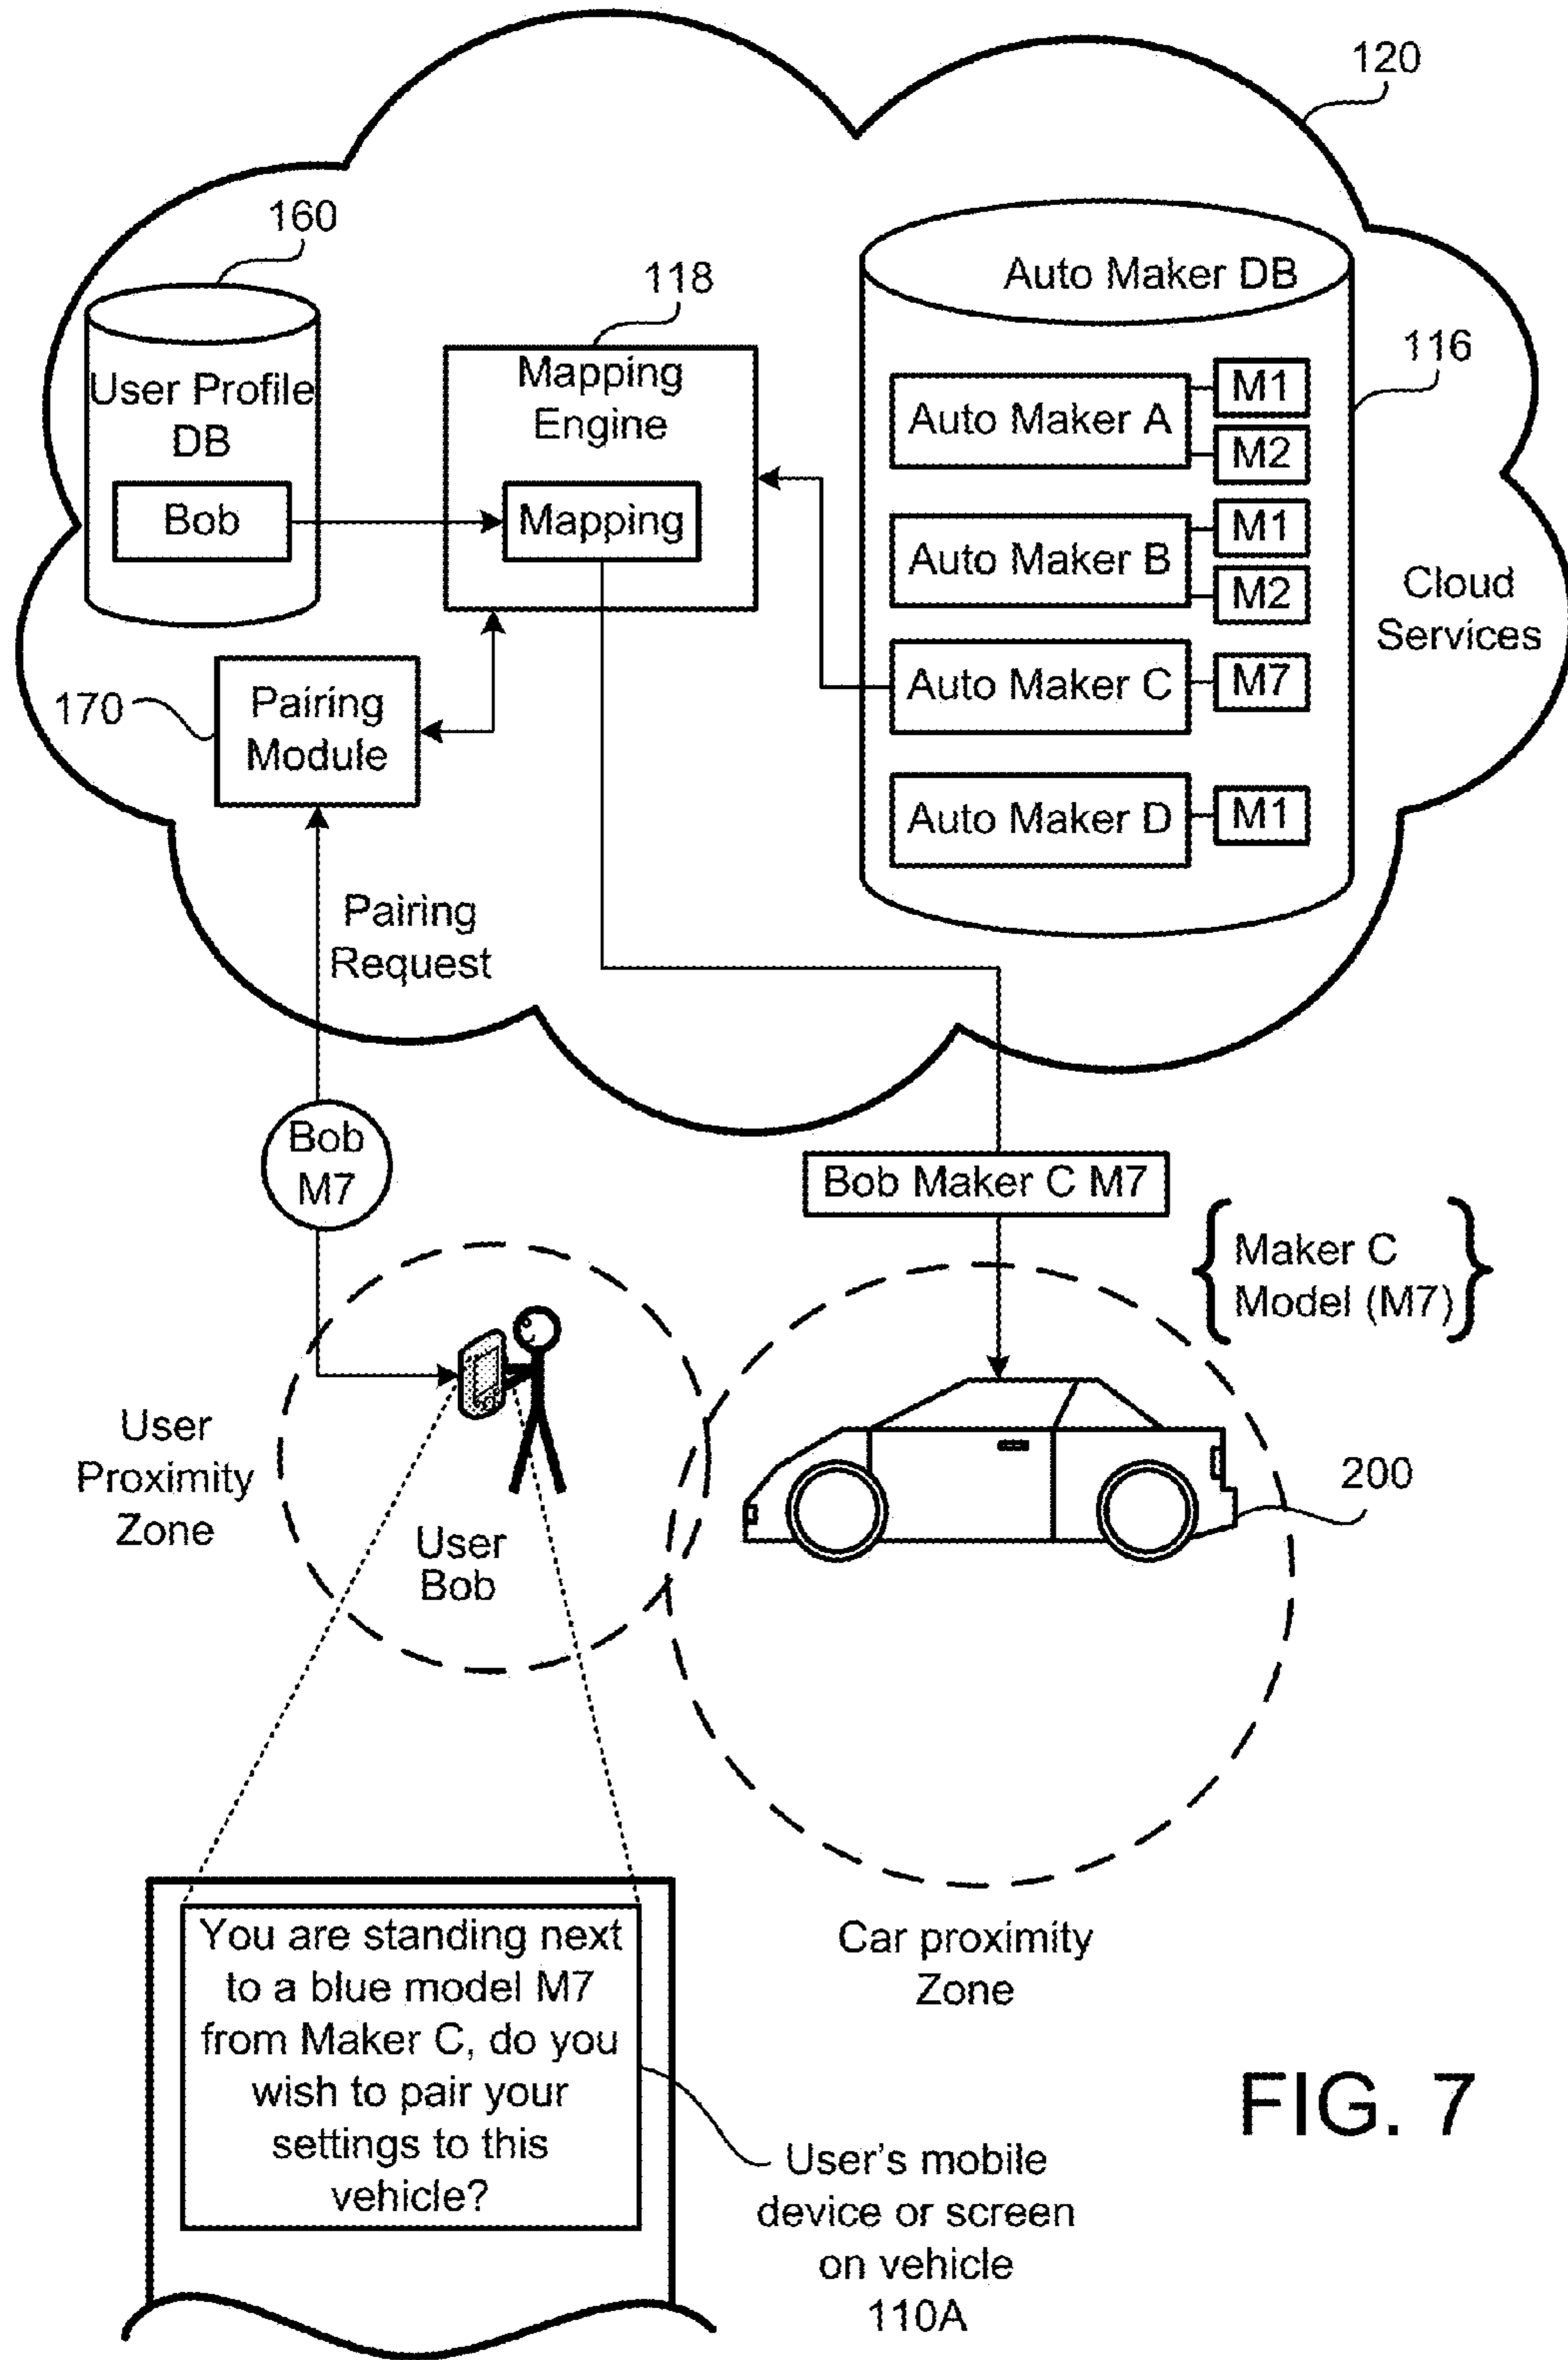 120
160
118
Auto Maker DB
116
User Profile
DB
Mapping
Engine
Auto Maker A
M1
M2
Bob
Mapping
Auto Maker B
M1
M2
Cloud
Services
Auto Maker C
M7
170
Pairing
Module
Auto Maker D
M1
Pairing
Request
Bob
M7
Bob Maker C M7
Maker C
Model (M7)
User
Proximity
Zone
User
Bob
200
Car proximity
Zone
You are standing next
to a blue model M7
from Maker C, do you
wish to pair your
settings to this
vehicle?
User's mobile
device or screen
on vehicle
110A
FIG. 7